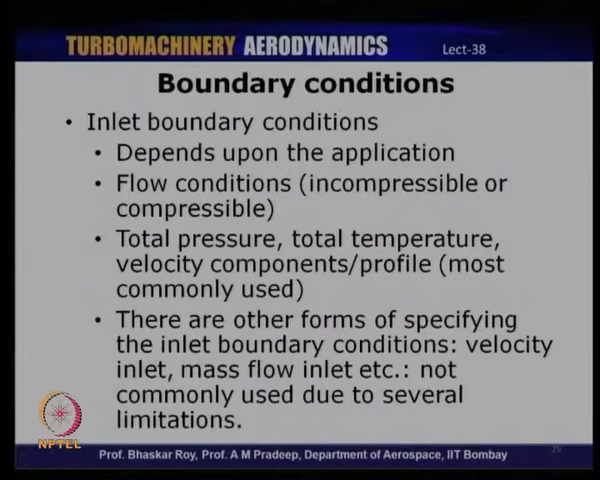 TURBOMACHINERY AERODYNAMICS Lect-38
Boundary conditions
• Inlet boundary conditions
• Depends upon the application
• Flow conditions (incompressible or
compressible)
• Total pressure, total temperature,
velocity components/profile (most
commonly used)
• There are other forms of specifying
the inlet boundary conditions: velocity
inlet, mass flow inlet etc.: not
commonly used due to several
limitations.
NPTEL
Prof. Bhaskar Roy, Prof. A M Pradeep, Department of Aerospace, IIT Bombay